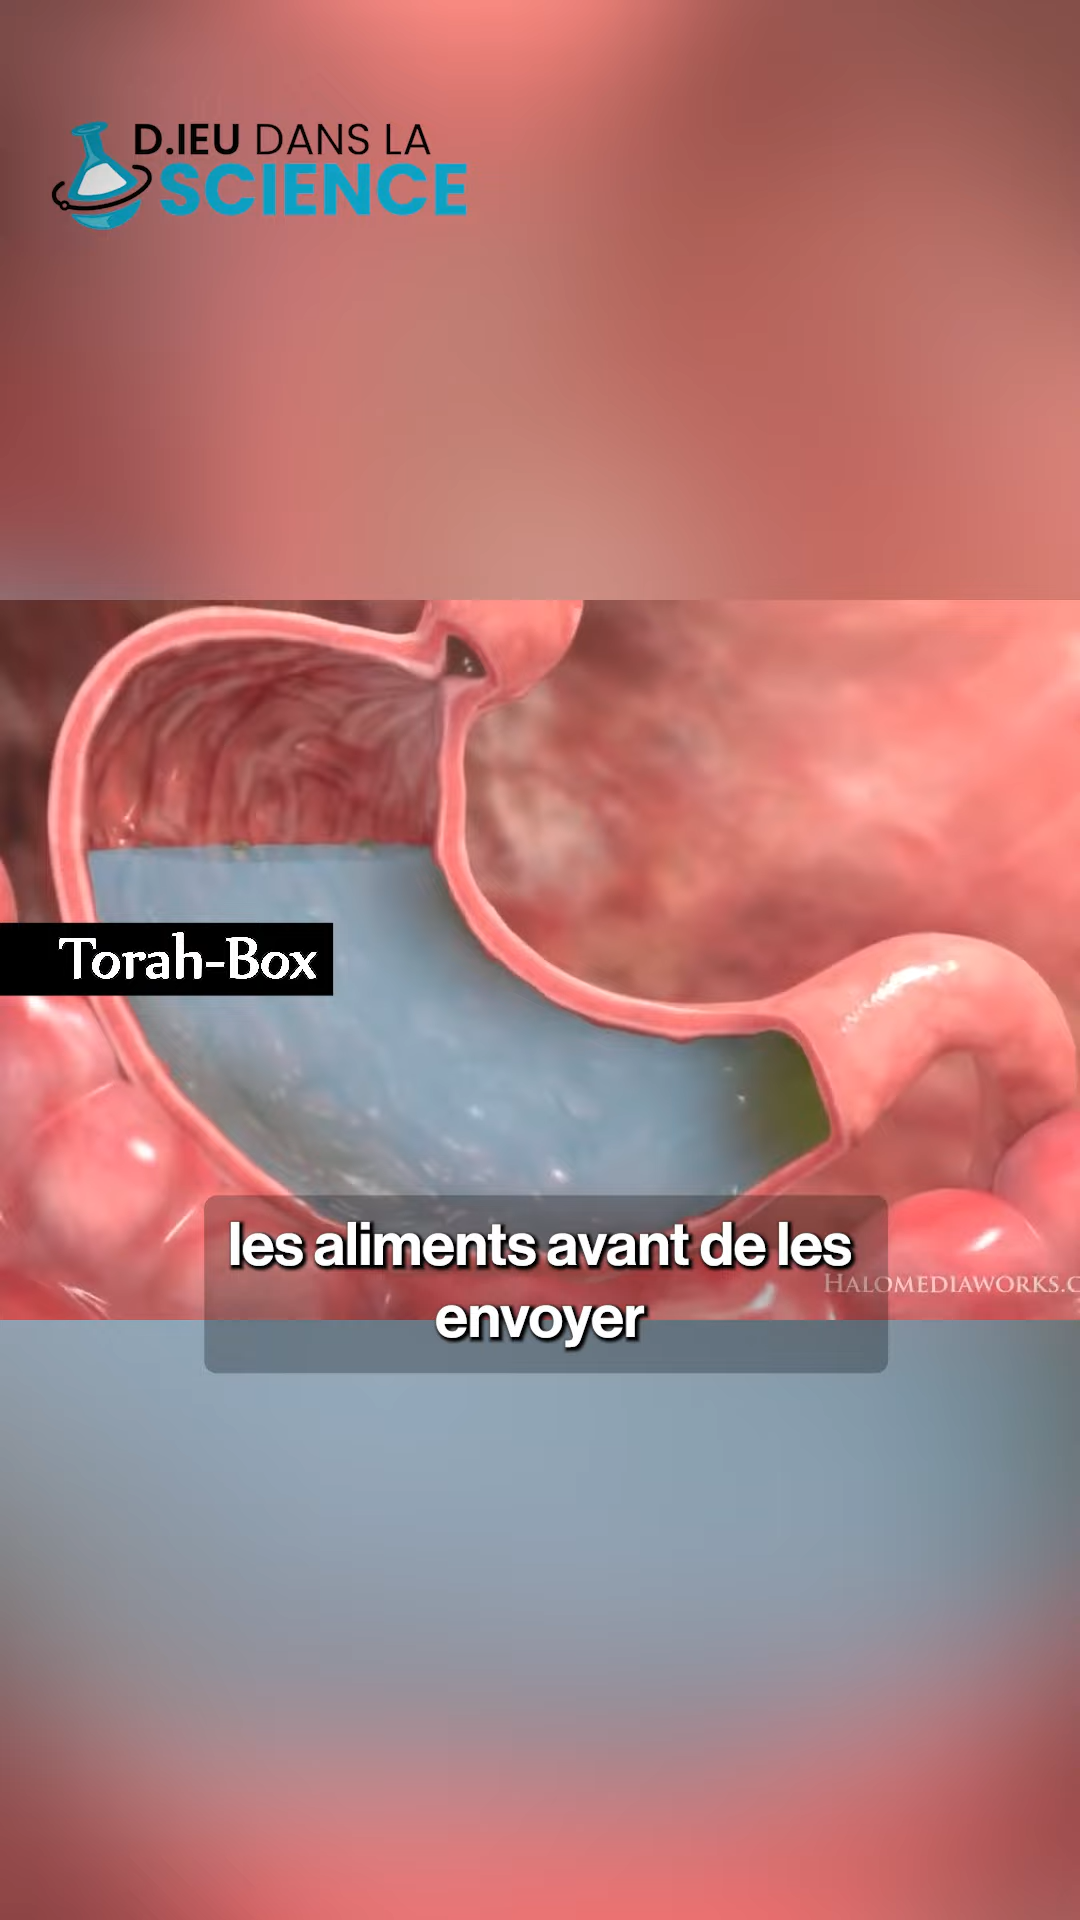 D.IEU DANS LA
SCIENCE
Torah-Box
les aliments avant de les
envoyer
HALOMEDIAWORKS.C